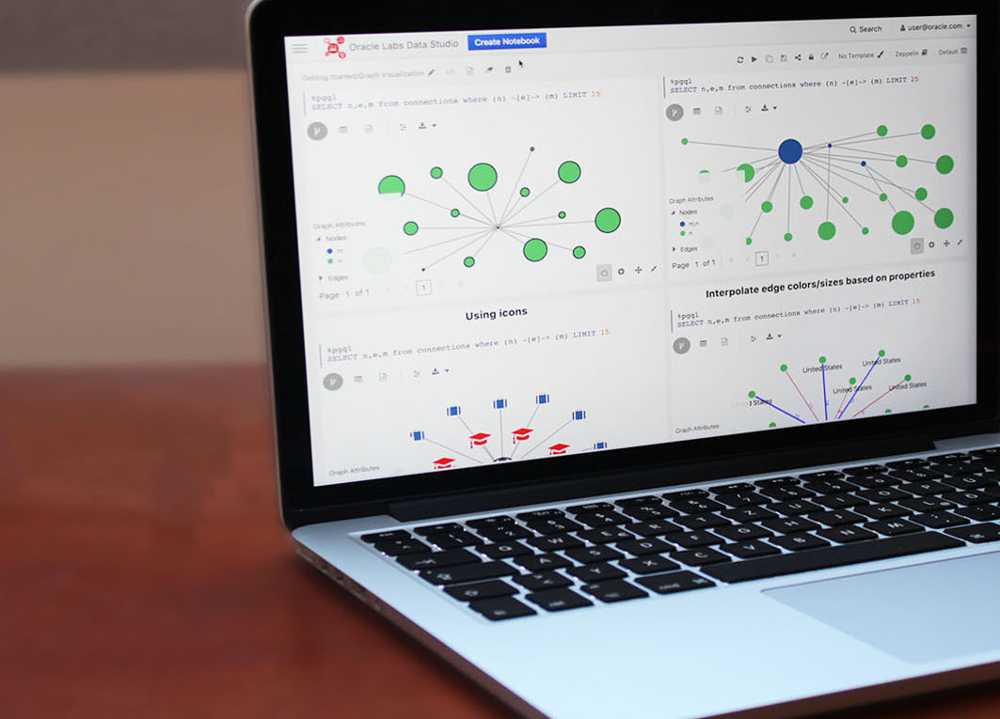 Oracle Labs Data Studio
Create Notebook
Search
user@oracle.com
Getting Started/Graph Visualization
No Template
Zeppelin
Default
%pgql
SELECT n,e,m from connections where (n) -[e]-> (m) LIMIT 15
Graph Attributes
Nodes
m
n
Edges
Page 1 of 1
1
%pgql
SELECT n,e,m from connections where (n) -[e]-> (m) LIMIT 25
Graph Attributes
Nodes
m,n
n
Edges
Page 1 of 1
1
Using icons
%pgql
SELECT n,e,m from connections where (n) -[e]-> (m) LIMIT 15
Graph Attributes
Interpolate edge colors/sizes based on properties
%pgql
SELECT n,e,m from connections where (n) -[e]-> (m) LIMIT 15
United States
United States
United States
United States
Graph Attributes